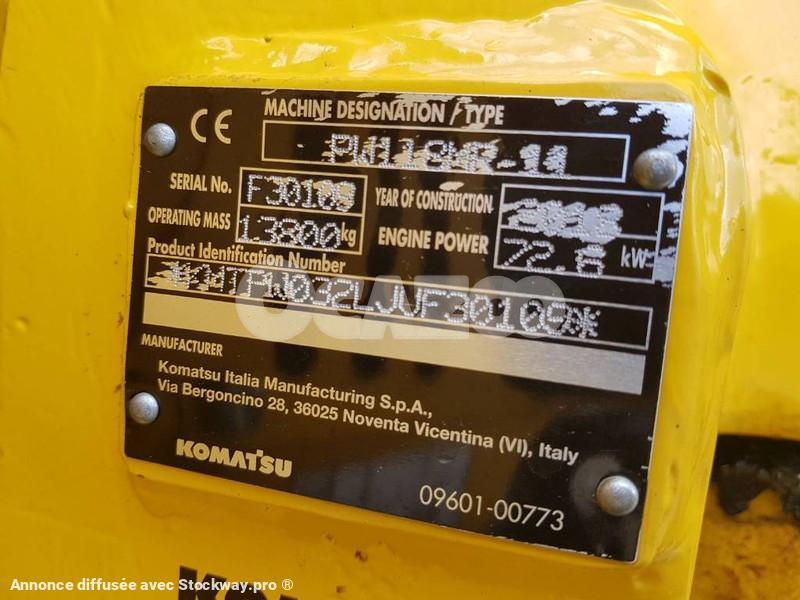 CE
MACHINE DESIGNATION / TYPE
PW118MR-11
SERIAL No. F30109
YEAR OF CONSTRUCTION 2018
OPERATING MASS 13800 kg
ENGINE POWER 72.6 kW
Product Identification Number
PW032LJVF30109*
MANUFACTURER
Komatsu Italia Manufacturing S.p.A.,
Via Bergoncino 28, 36025 Noventa Vicentina (VI), Italy
KOMATSU
09601-00773
Annonce diffusée avec Stockway.pro ®